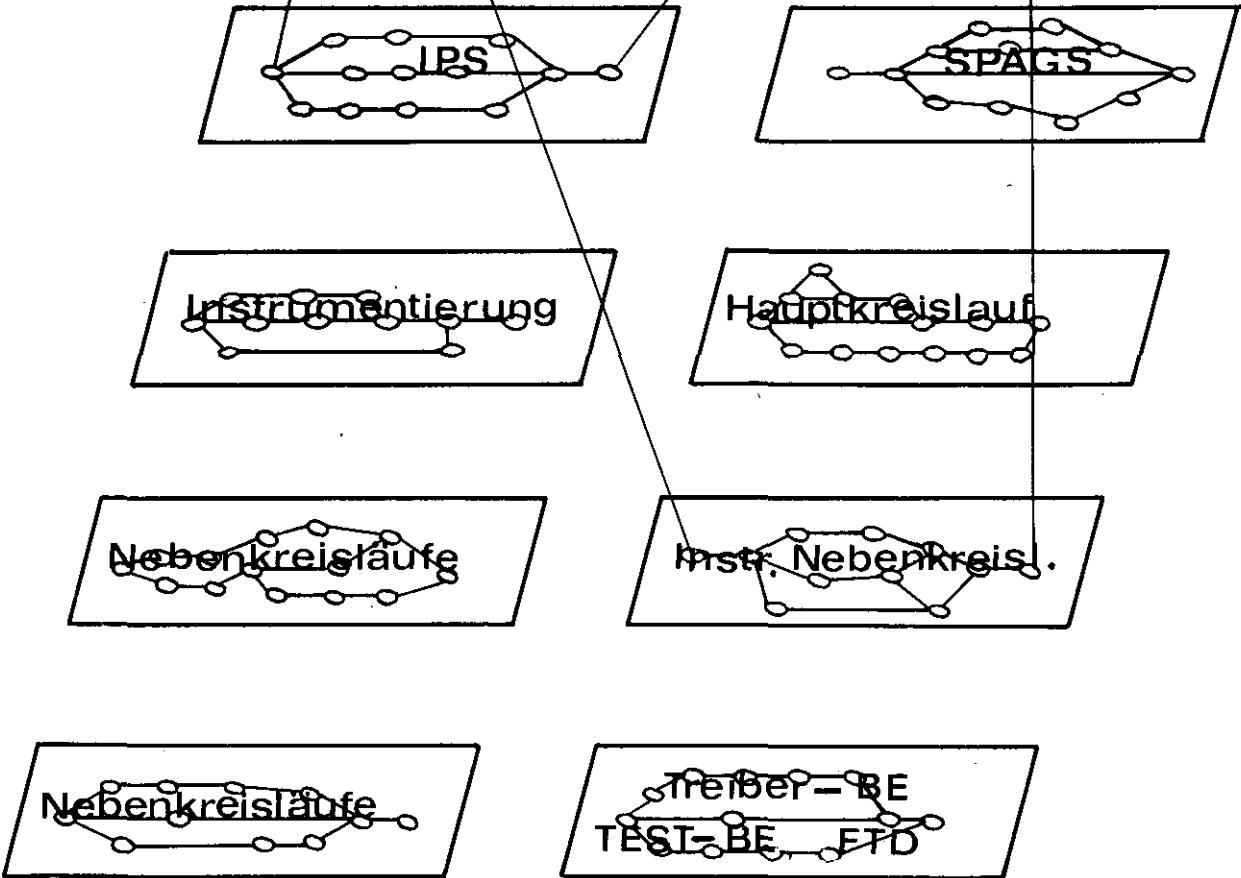 IPS
SPAGS
Instrumentierung
Hauptkreislauf
Nebenkreisläufe
Instr. Nebenkreisl.
Nebenkreisläufe
Treiber-BE
TEST-BE FTD